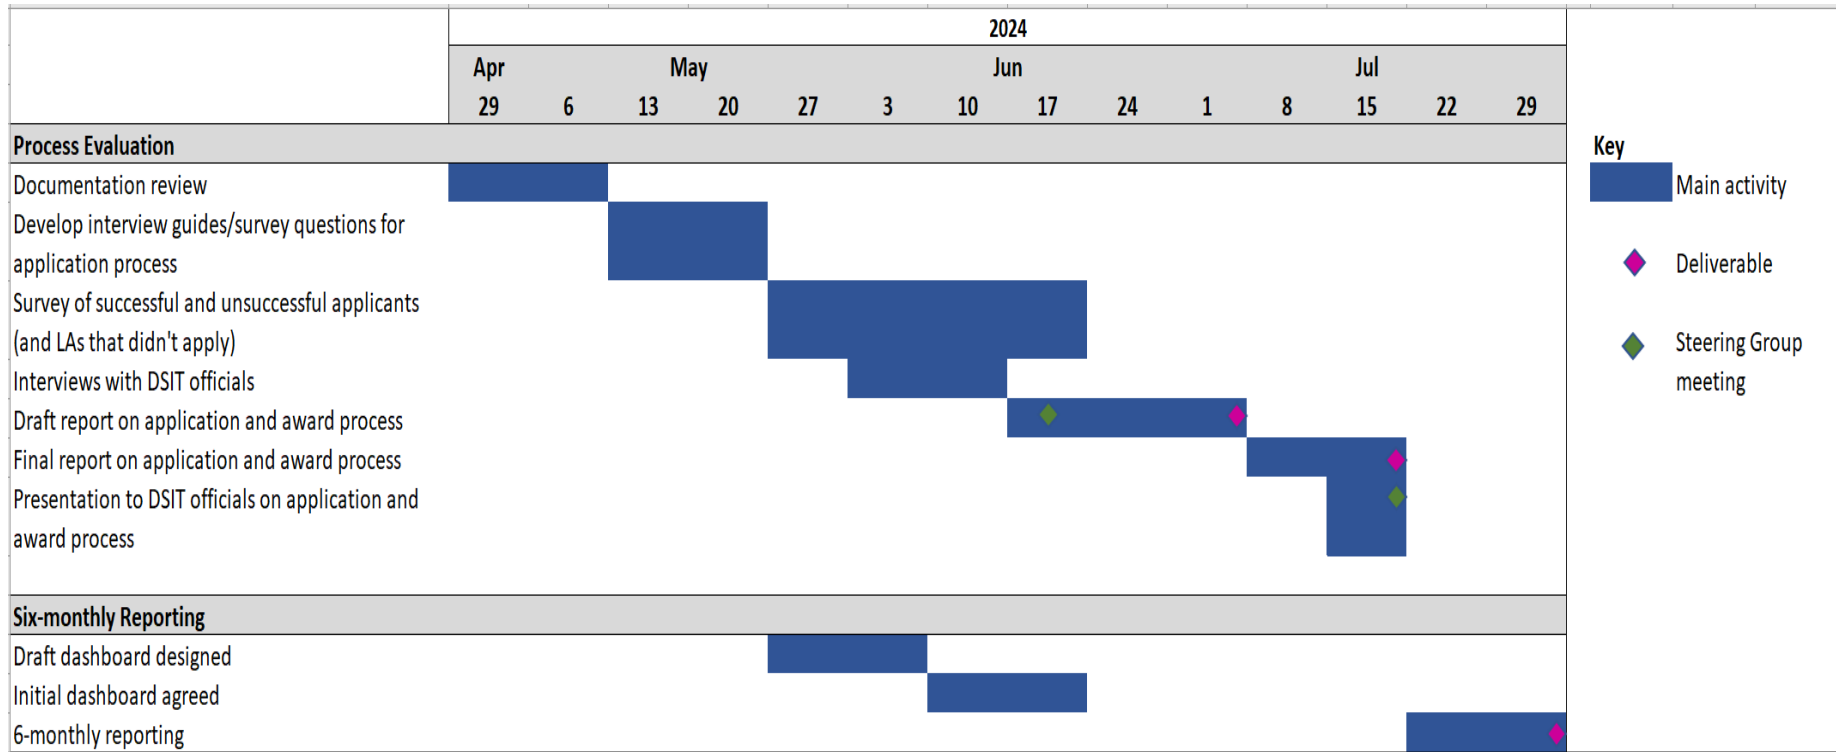 2024
Apr May Jun Jul
29 6 13 20 27 3 10 17 24 1 8 15 22 29
Process Evaluation
Documentation review
Develop interview guides/survey questions for
application process
Survey of successful and unsuccessful applicants
(and LAs that didn't apply)
Interviews with DSIT officials
Draft report on application and award process
Final report on application and award process
Presentation to DSIT officials on application and
award process
Six-monthly Reporting
Draft dashboard designed
Initial dashboard agreed
6-monthly reporting
Key
Main activity
Deliverable
Steering Group
meeting